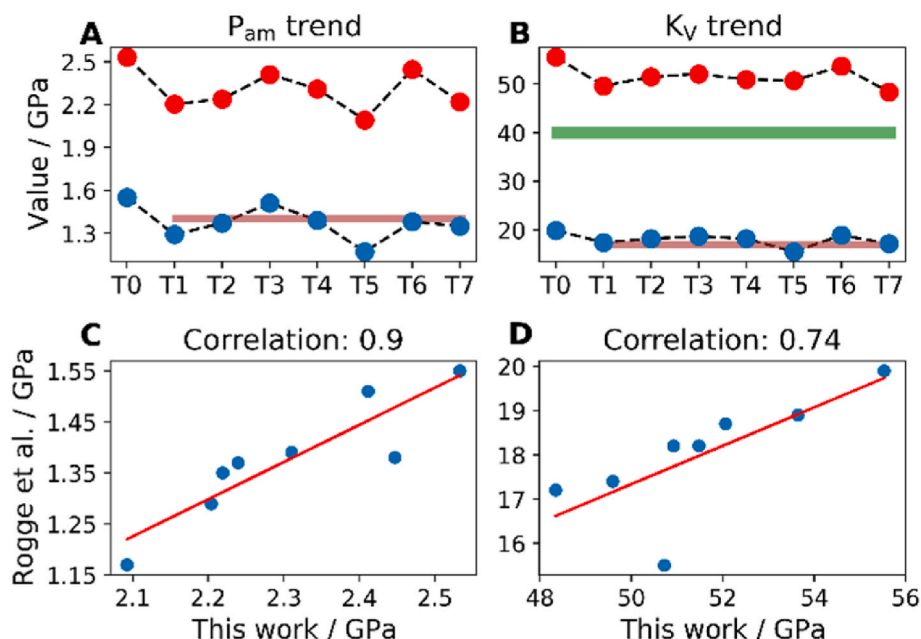 A P_am trend
B K_V trend
Value / GPa
2.5
2.2
1.9
1.6
1.3
T0 T1 T2 T3 T4 T5 T6 T7
50
40
30
20
T0 T1 T2 T3 T4 T5 T6 T7
C Correlation: 0.9
D Correlation: 0.74
Rogge et al. / GPa
1.55
1.45
1.35
1.25
1.15
2.1 2.2 2.3 2.4 2.5
This work / GPa
20
19
18
17
16
48 50 52 54 56
This work / GPa